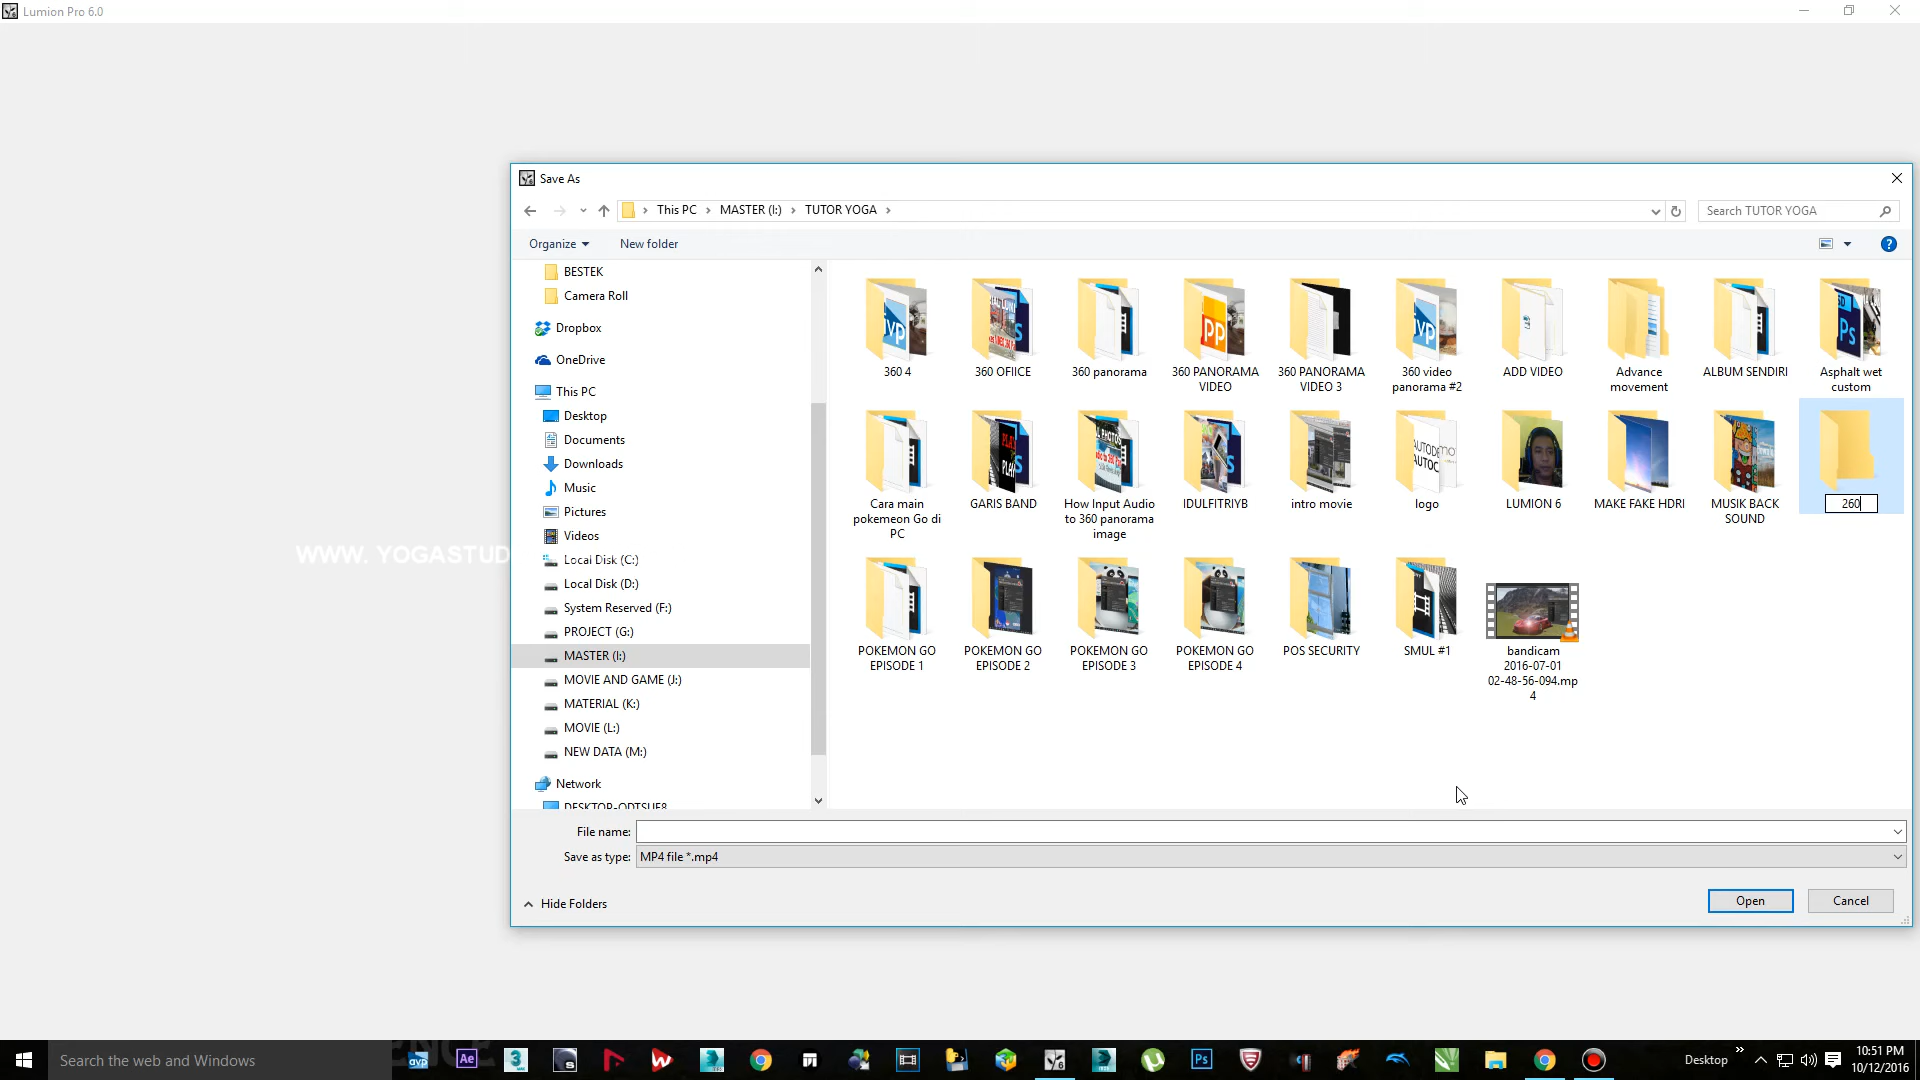 Lumion Pro 6.0
Save As
This PC
MASTER (I:)
TUTOR YOGA
Search TUTOR YOGA
Organize
New folder
BESTEK
Camera Roll
Dropbox
OneDrive
This PC
Desktop
Documents
Downloads
Music
Pictures
Videos
Local Disk (C:)
Local Disk (D:)
System Reserved (F:)
PROJECT (G:)
MASTER (I:)
MOVIE AND GAME (J:)
MATERIAL (K:)
MOVIE (L:)
NEW DATA (M:)
Network
WWW. YOGASTUD
360 4
360 OFIICE
360 panorama
360 PANORAMA
VIDEO
360 PANORAMA
VIDEO 3
360 video
panorama #2
ADD VIDEO
Advance
movement
ALBUM SENDIRI
Asphalt wet
custom
Cara main
pokemeon Go di
PC
GARIS BAND
How Input Audio
to 360 panorama
image
IDULFITRIYB
intro movie
logo
LUMION 6
MAKE FAKE HDRI
MUSIK BACK
SOUND
260
POKEMON GO
EPISODE 1
POKEMON GO
EPISODE 2
POKEMON GO
EPISODE 3
POKEMON GO
EPISODE 4
POS SECURITY
SMUL #1
bandicam
2016-07-01
02-48-56-094.mp
4
File name:
Save as type:
MP4 file *.mp4
Hide Folders
Open
Cancel
Search the web and Windows
Desktop
10:51 PM
10/12/2016